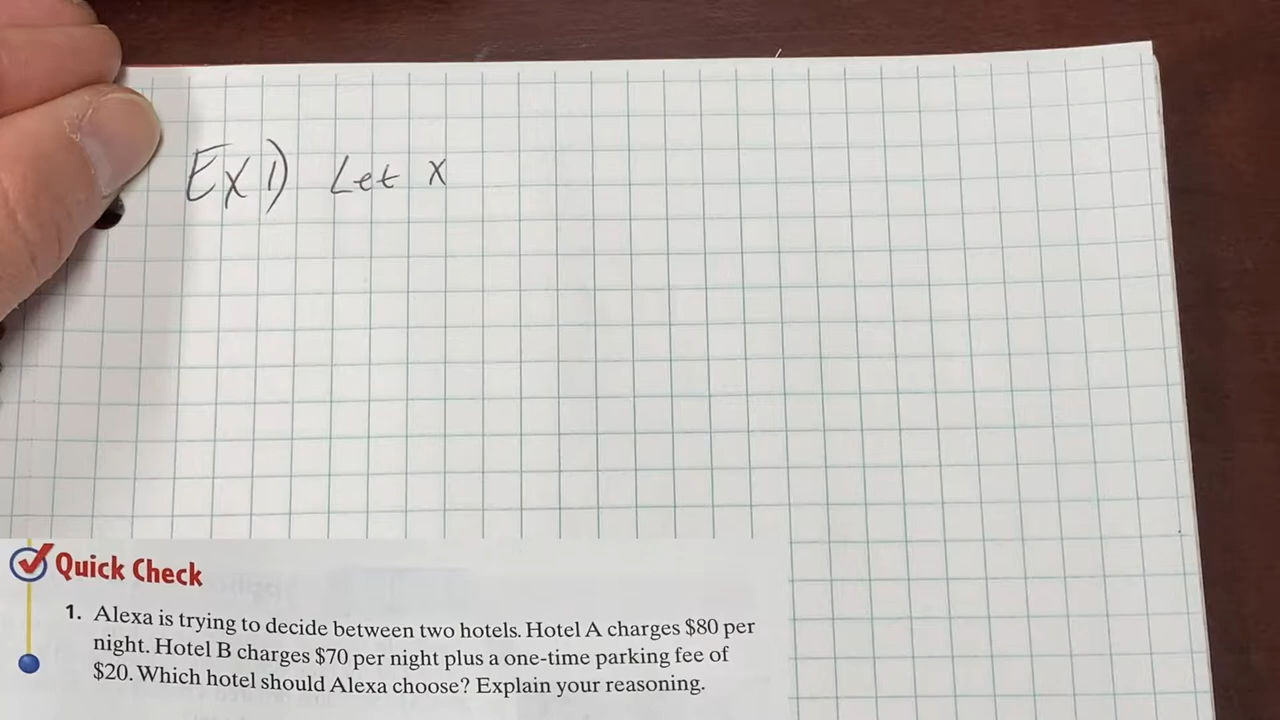 Ex 1) Let x
Quick Check
1. Alexa is trying to decide between two hotels. Hotel A charges $80 per
night. Hotel B charges $70 per night plus a one-time parking fee of
$20. Which hotel should Alexa choose? Explain your reasoning.